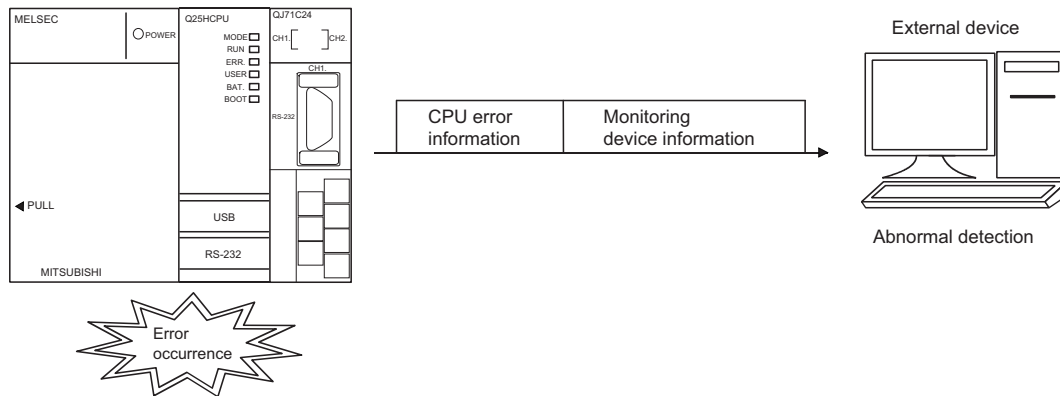 MELSEC
POWER
Q25HCPU
MODE
RUN
ERR.
USER
BAT.
BOOT
QJ71C24
CH1.
CH2.
CH1.
RS-232
USB
RS-232
PULL
MITSUBISHI
Error
occurrence
CPU error
information
Monitoring
device information
External device
Abnormal detection